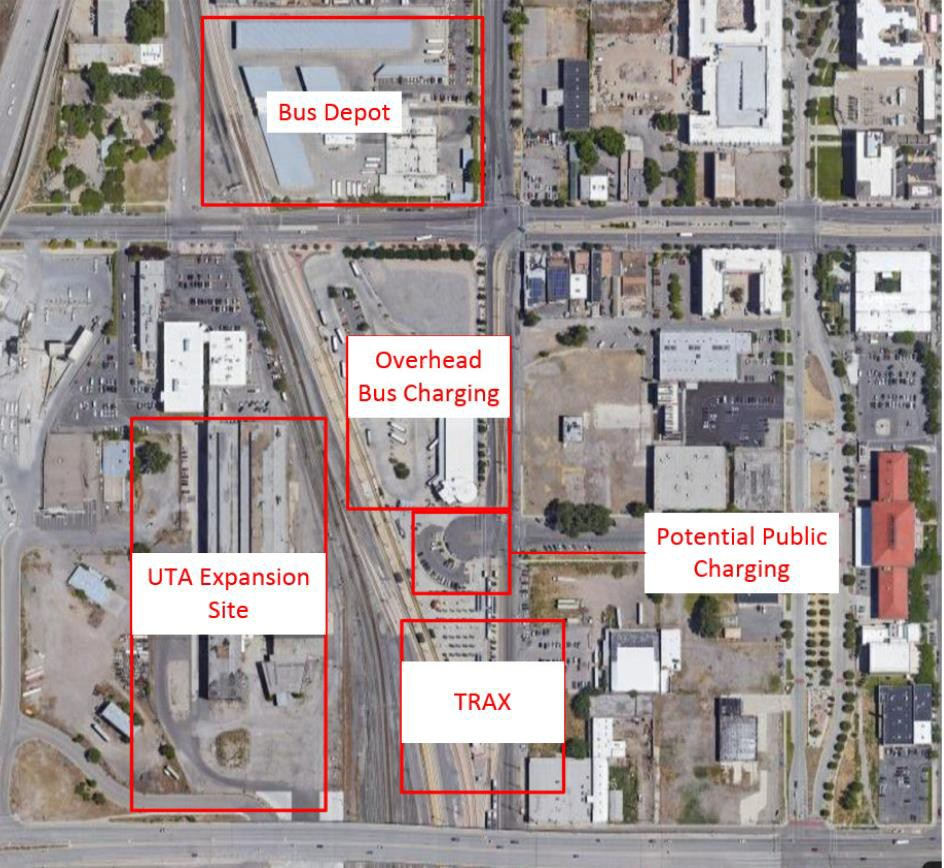 Bus Depot
Overhead
Bus Charging
Potential Public
Charging
UTA Expansion
Site
TRAX